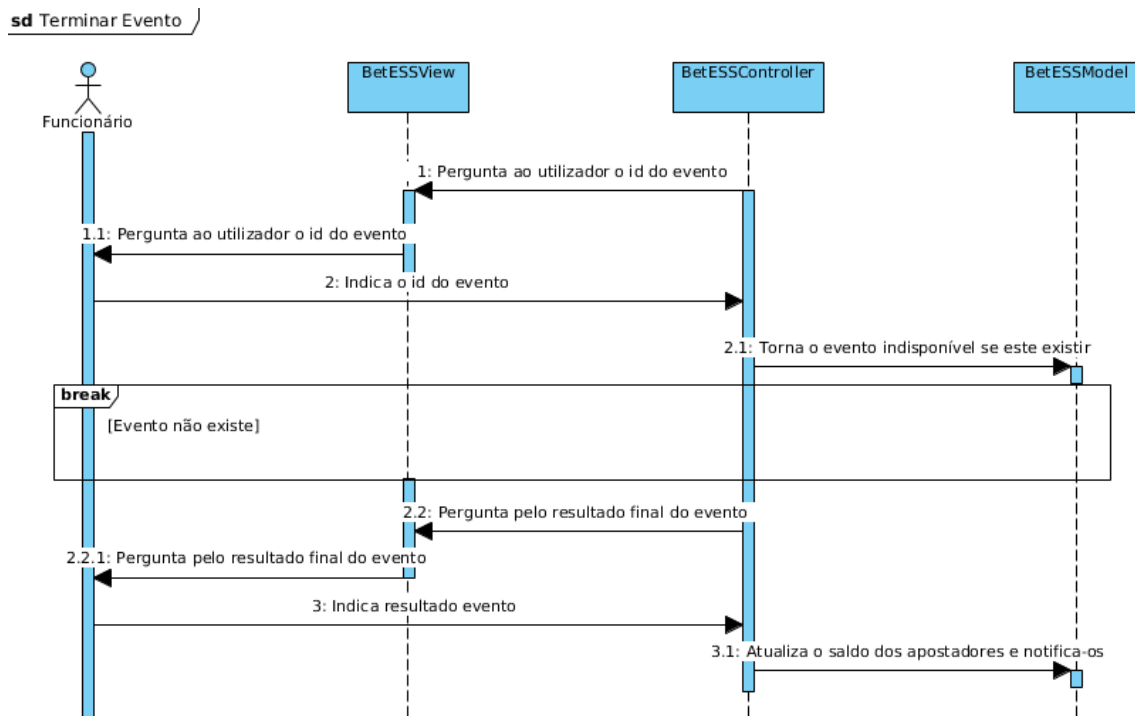 sd Terminar Evento
BetESSView
BetESSController
BetESSModel
Funcionário
1: Pergunta ao utilizador o id do evento
1.1: Pergunta ao utilizador o id do evento
2: Indica o id do evento
2.1: Torna o evento indisponível se este existir
break
[Evento não existe]
2.2: Pergunta pelo resultado final do evento
2.2.1: Pergunta pelo resultado final do evento
3: Indica resultado evento
3.1: Atualiza o saldo dos apostadores e notifica-os